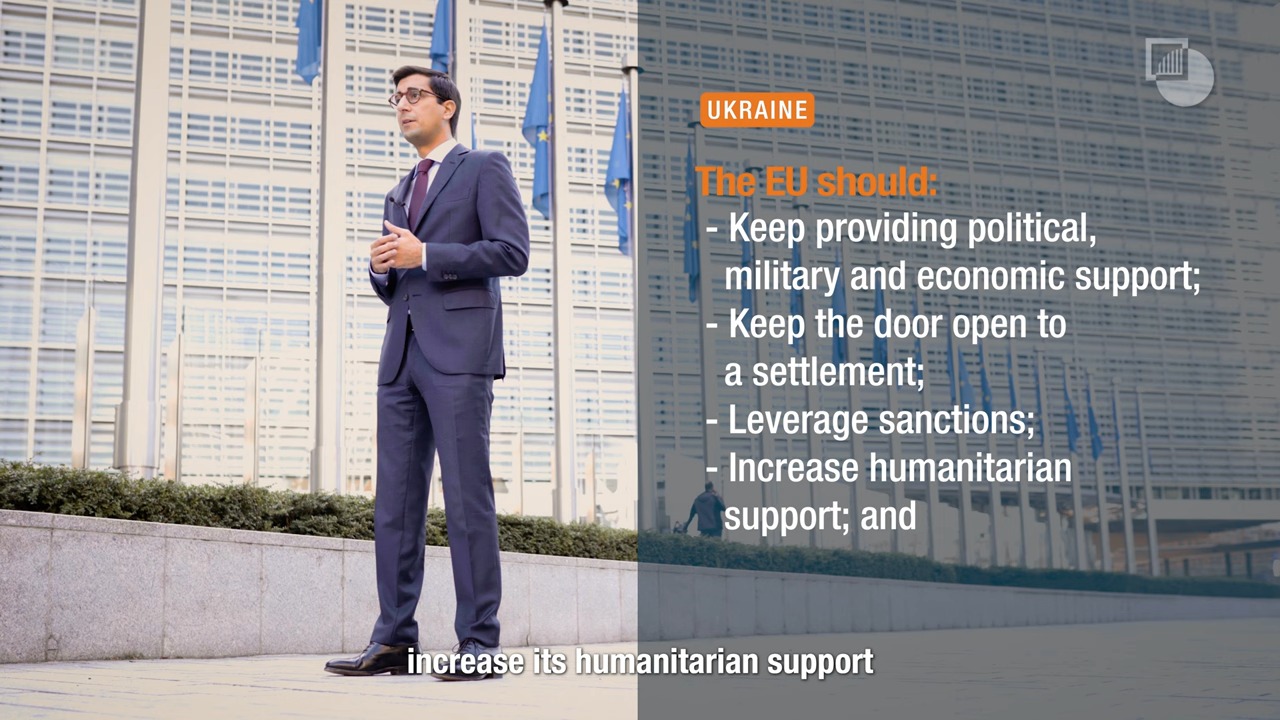 UKRAINE
The EU should:
- Keep providing political,
military and economic support;
- Keep the door open to
a settlement;
- Leverage sanctions;
- Increase humanitarian
support; and
increase its humanitarian support